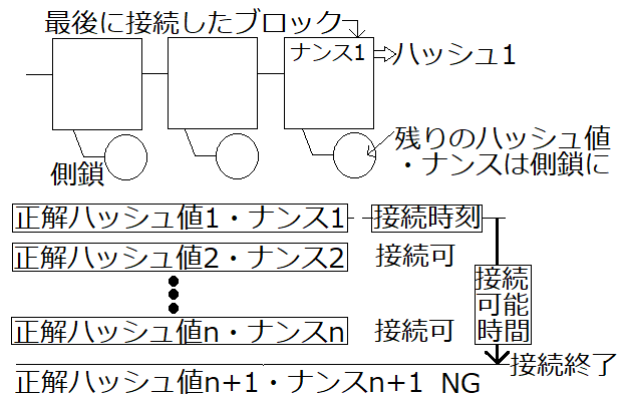 最後に接続したブロック
ナンス1
ハッシュ1
側鎖
残りのハッシュ値
・ナンスは側鎖に
正解ハッシュ値1・ナンス1
接続時刻
正解ハッシュ値2・ナンス2
接続可
接続
可能
時間
正解ハッシュ値n・ナンスn
接続可
接続終了
正解ハッシュ値n+1・ナンスn+1 NG